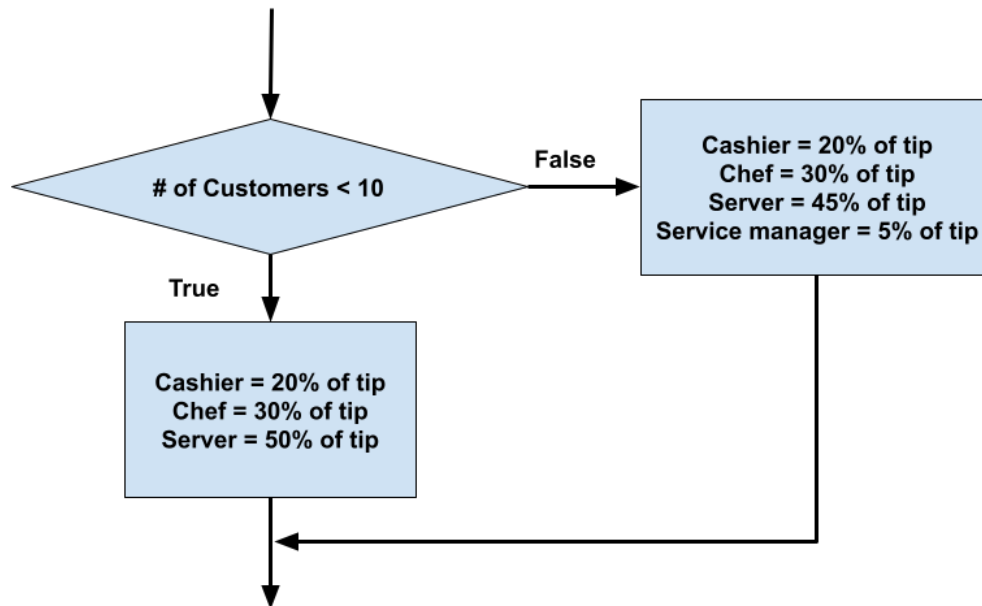 # of Customers < 10
False
Cashier = 20% of tip
Chef = 30% of tip
Server = 45% of tip
Service manager = 5% of tip
True
Cashier = 20% of tip
Chef = 30% of tip
Server = 50% of tip